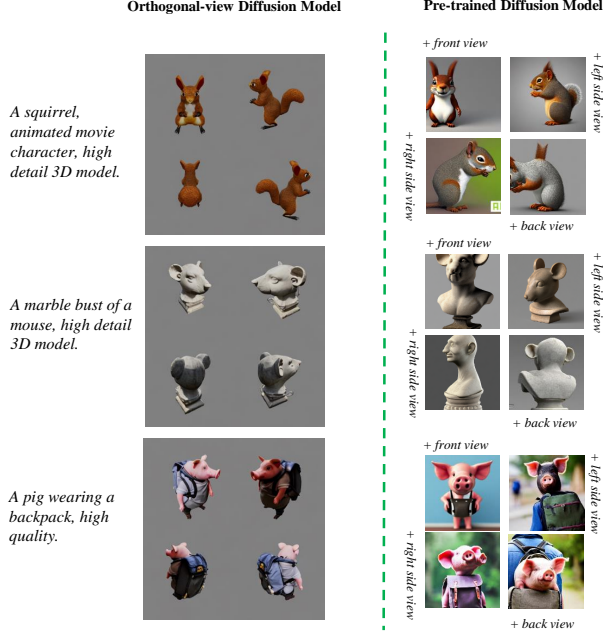 Orthogonal-view Diffusion Model
Pre-trained Diffusion Model
A squirrel,
animated movie
character, high
detail 3D model.
+ front view
+ left side view
+ right side view
+ back view
A marble bust of a
mouse, high detail
3D model.
+ front view
+ left side view
+ right side view
+ back view
A pig wearing a
backpack, high
quality.
+ front view
+ left side view
+ right side view
+ back view